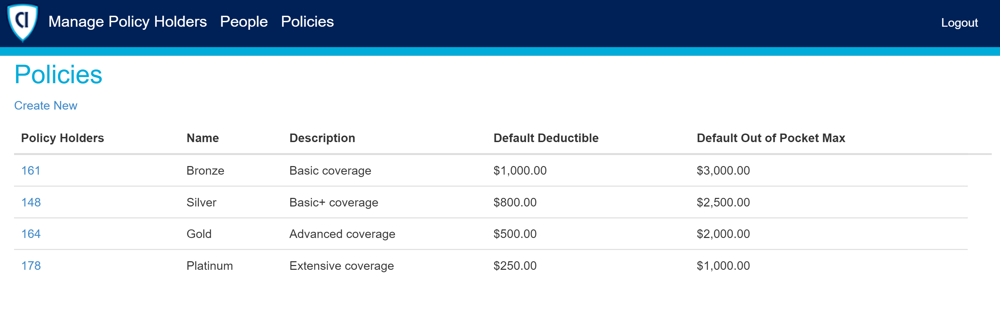 CI Manage Policy Holders People Policies Logout
Policies
Create New
Policy Holders Name Description Default Deductible Default Out of Pocket Max
161 Bronze Basic coverage $1,000.00 $3,000.00
148 Silver Basic+ coverage $800.00 $2,500.00
164 Gold Advanced coverage $500.00 $2,000.00
178 Platinum Extensive coverage $250.00 $1,000.00